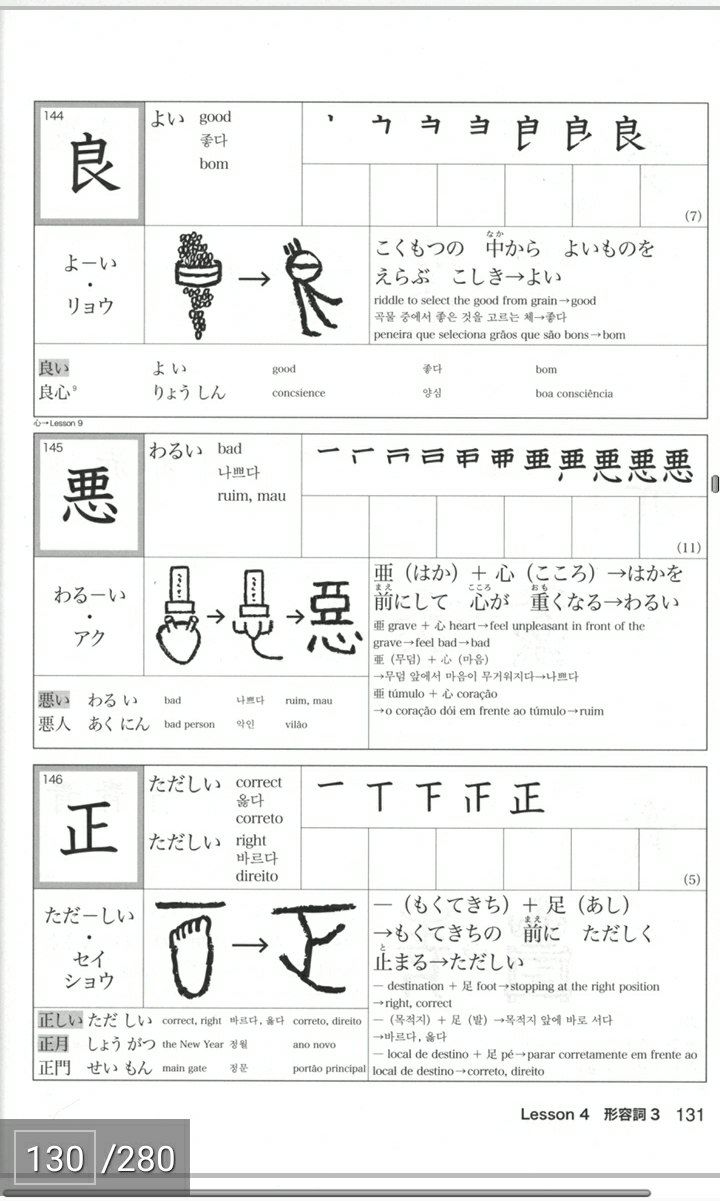 144
良
よい good
좋다
bom
(7)
よ－い
・
リョウ
こくもつの 中から よいものを
なか
えらぶ こしき→よい
riddle to select the good from grain→good
곡물 중에서 좋은 것을 고르는 체→좋다
peneira que seleciona grãos que são bons→bom
良い よ い good 좋다 bom
良心⁹ りょう しん concsience 양심 boa consciência
心→Lesson 9
145
悪
わるい bad
나쁘다
ruim, mau
(11)
わる－い
・
アク
悪
亜（はか）＋心（こころ）→はかを
まえ こころ おも
前にして 心が 重くなる→わるい
亜 grave + 心 heart→feel unpleasant in front of the
grave→feel bad→bad
亜 (무덤) + 心 (마음)
→무덤 앞에서 마음이 무거워지다→나쁘다
亜 túmulo + 心 coração
→o coração dói em frente ao túmulo→ruim
悪い わる い bad 나쁘다 ruim, mau
悪人 あく にん bad person 악인 vilão
146
正
ただしい correct
옳다
correto
ただしい right
바르다
direito
一 丁 下 正 正
(5)
ただ－しい
・
セイ
ショウ
一（もくてきち）＋足（あし）
まえ
→もくてきちの 前に ただしく
と
止まる→ただしい
一 destination + 足 foot→stopping at the right position
→right, correct
一 (목적지) + 足 (발) →목적지 앞에 바로 서다
→바르다, 옳다
一 local de destino + 足 pé→parar corretamente em frente ao
local de destino→correto, direito
正しい ただ しい correct, right 바르다, 옳다 correto, direito
正月 しょう がつ the New Year 정월 ano novo
正門 せい もん main gate 정문 portão principal
Lesson 4 形容詞 3 131
130 /280